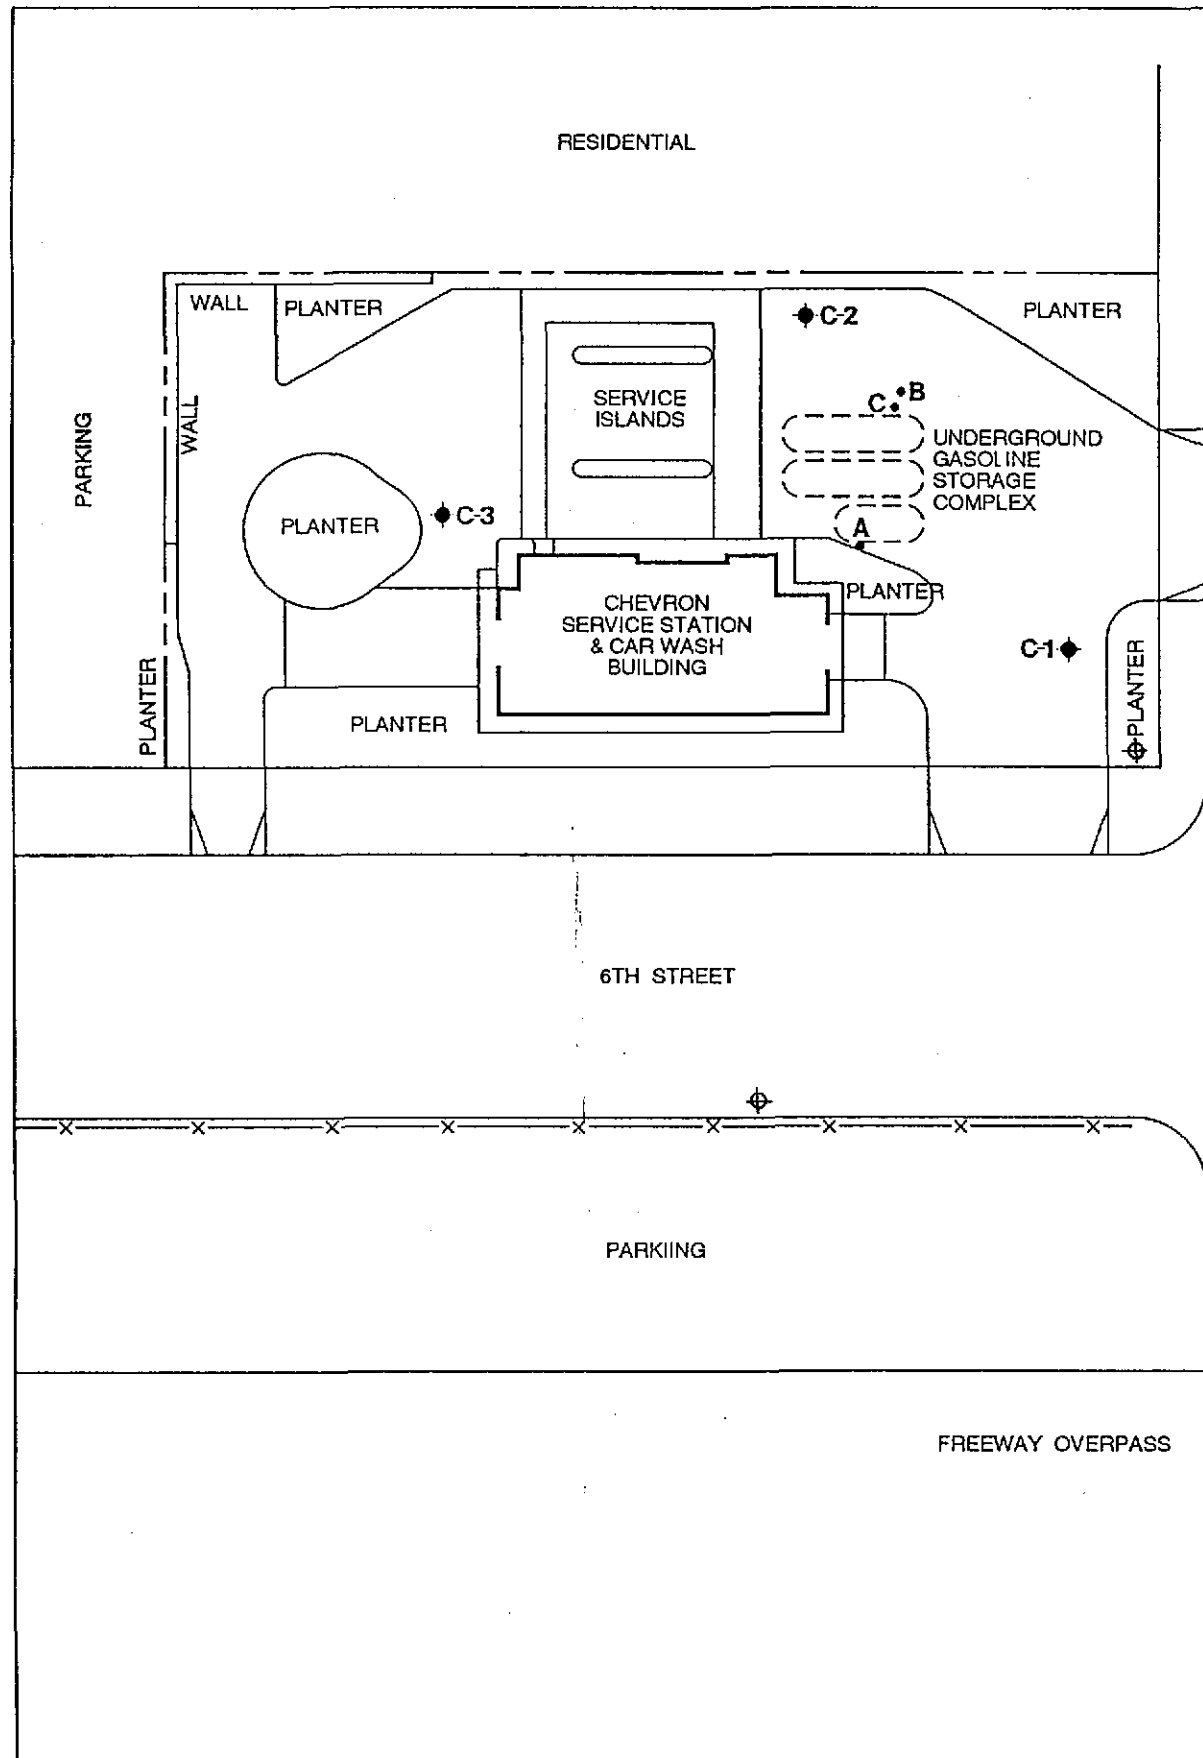 RESIDENTIAL
WALL
PLANTER
C-2
PLANTER
PARKING
WALL
SERVICE
ISLANDS
B
C
UNDERGROUND
GASOLINE
STORAGE
COMPLEX
PLANTER
C-3
A
PLANTER
CHEVRON
SERVICE STATION
& CAR WASH
BUILDING
C-1
PLANTER
PLANTER
PLANTER
6TH STREET
PARKIING
FREEWAY OVERPASS